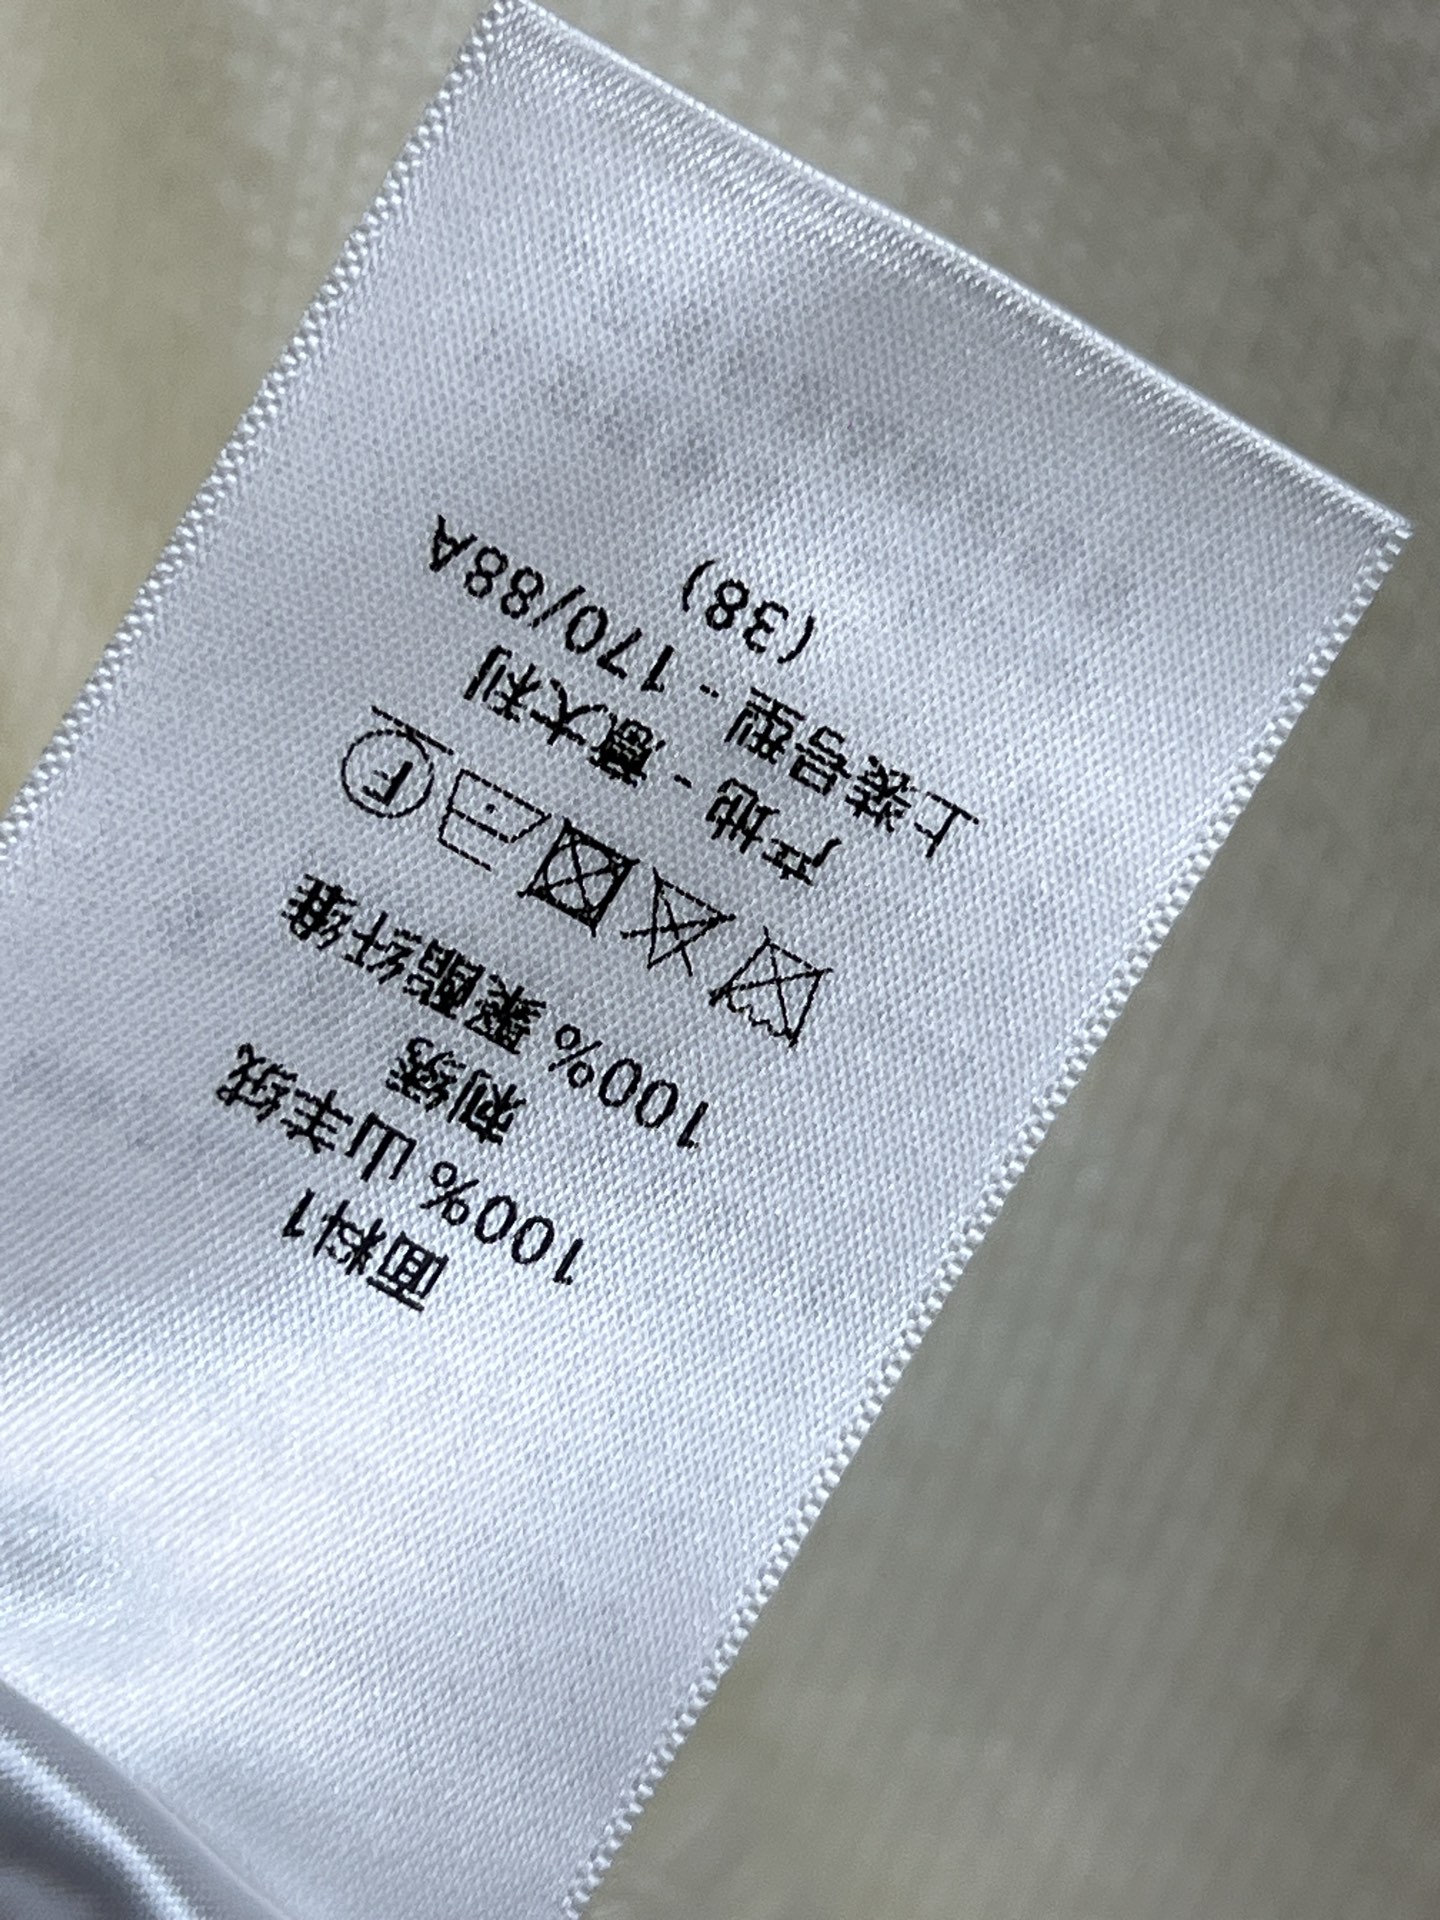 面料1
100% 山羊绒
刺绣
100% 聚酯纤维
F
产地 - 意大利
上装号型 - 170/88A
(38)